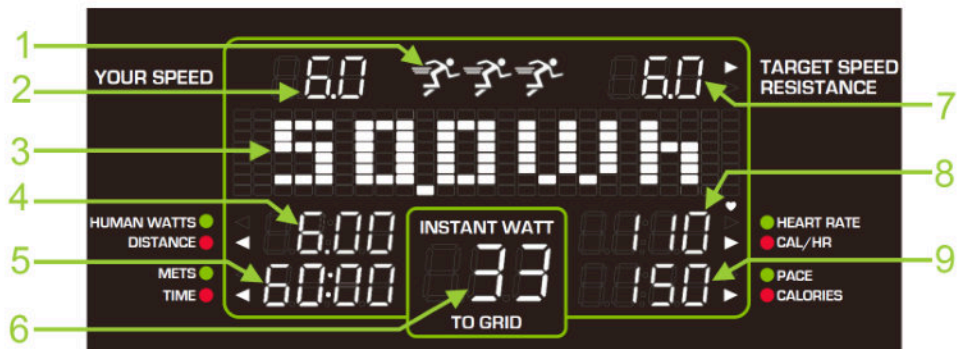 1
YOUR SPEED
2
6.0
6.0
TARGET SPEED
RESISTANCE
7
3
50.0Wh
8
4
HUMAN WATTS
DISTANCE
6.00
INSTANT WATT
110
HEART RATE
CAL/HR
5
METS
TIME
60:00
33
150
PACE
CALORIES
9
6
TO GRID